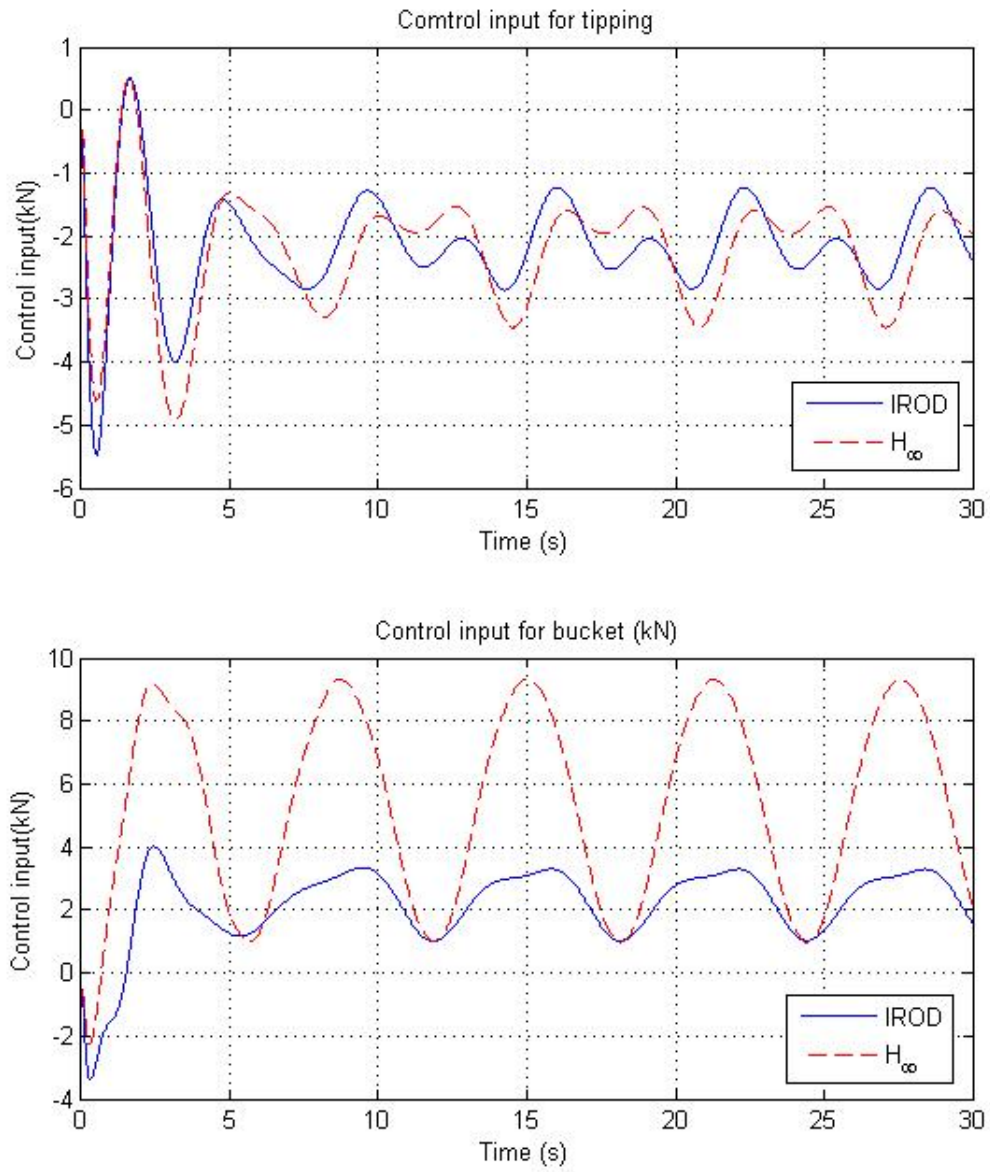 Comtrol input for tipping
Control input(kN)
1
0
-1
-2
-3
-4
-5
-6
0 5 10 15 20 25 30
Time (s)
IROD
H∞
Control input for bucket (kN)
Control input(kN)
10
8
6
4
2
0
-2
-4
0 5 10 15 20 25 30
Time (s)
IROD
H∞